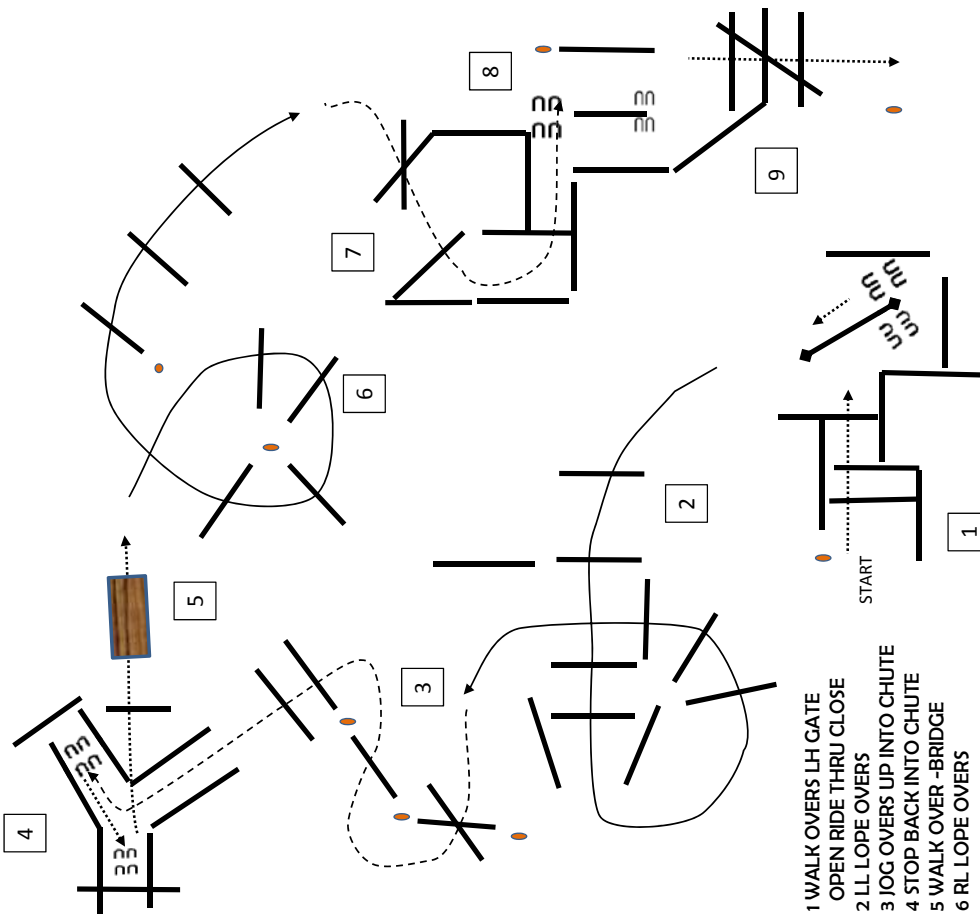 4
5
3
6
7
8
9
2
1
START
1 WALK OVERS LH GATE
OPEN RIDE THRU CLOSE
2 LL LOPE OVERS
3 JOG OVERS UP INTO CHUTE
4 STOP BACK INTO CHUTE
5 WALK OVER -BRIDGE
6 RL LOPE OVERS